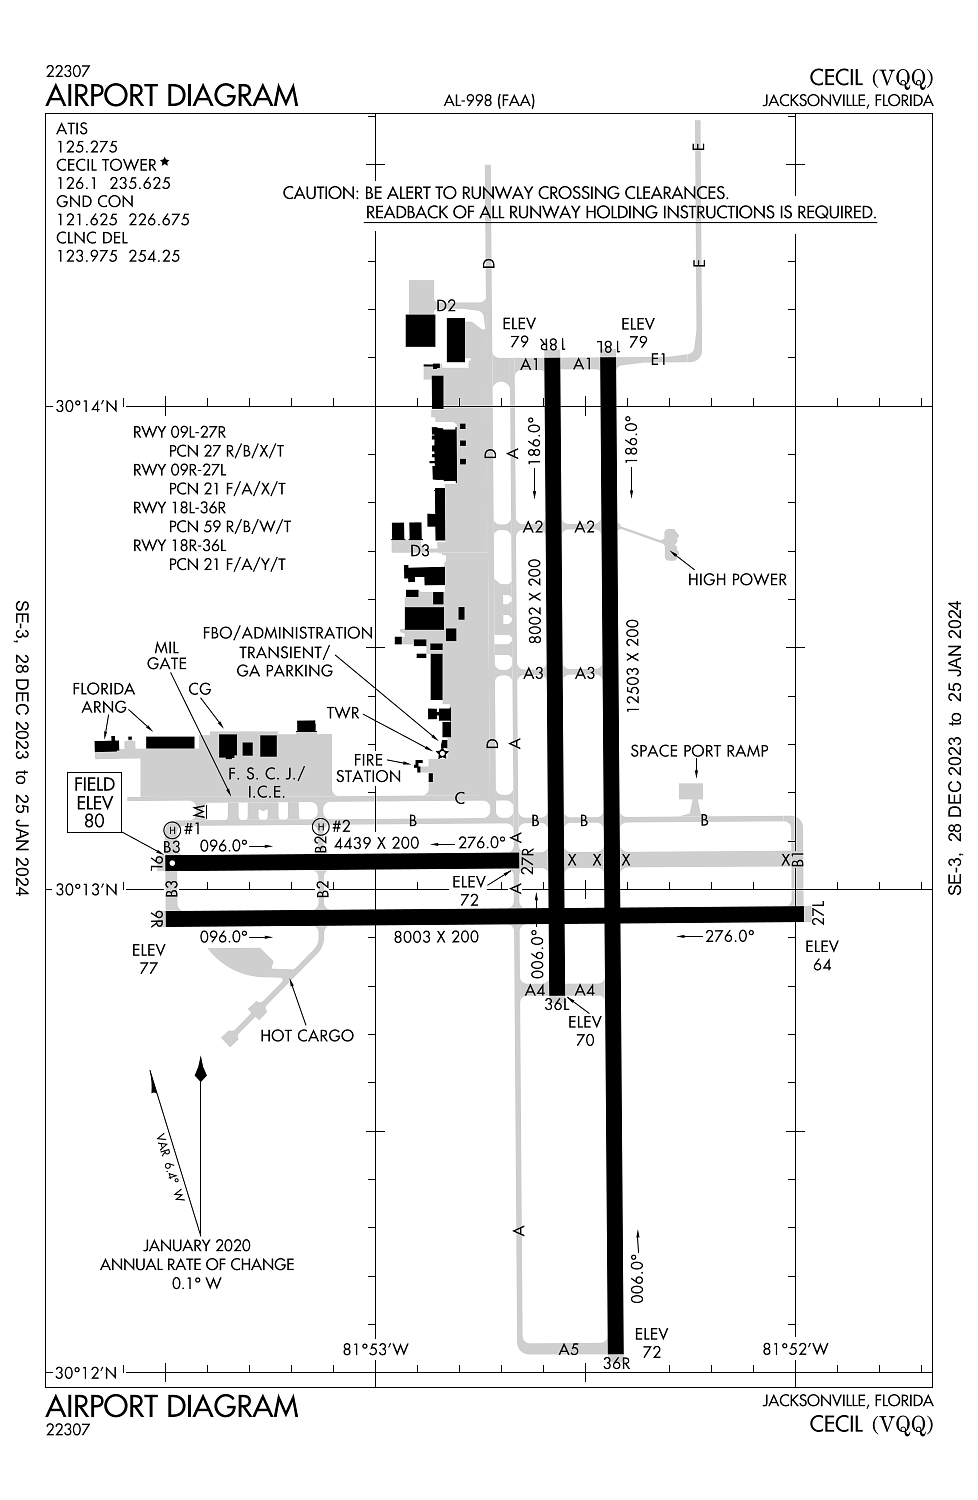 22307
AIRPORT DIAGRAM
AL-998 (FAA)
CECIL (VQQ)
JACKSONVILLE, FLORIDA
ATIS
125.275
CECIL TOWER★
126.1 235.625
GND CON
121.625 226.675
CLNC DEL
123.975 254.25
CAUTION: BE ALERT TO RUNWAY CROSSING CLEARANCES.
READBACK OF ALL RUNWAY HOLDING INSTRUCTIONS IS REQUIRED.
E
D
E
D2
ELEV
79
18R
18L
ELEV
79
A1
A1
E1
30°14'N
RWY 09L-27R
PCN 27 R/B/X/T
RWY 09R-27L
PCN 21 F/A/X/T
RWY 18L-36R
PCN 59 R/B/W/T
RWY 18R-36L
PCN 21 F/A/Y/T
D
A
186.0°
186.0°
A2
A2
D3
HIGH POWER
8002 X 200
12503 X 200
FBO/ADMINISTRATION
TRANSIENT/
GA PARKING
MIL
GATE
A3
A3
FLORIDA
ARNG
CG
TWR
D
A
SPACE PORT RAMP
FIRE
STATION
F. S. C. J./
I.C.E.
FIELD
ELEV
80
C
M
H #1
H #2
B
B
B
B
A
B3
096.0°
B2
4439 X 200
276.0°
9L
27R
X
X
X
X
B1
ELEV
72
A
B3
B2
30°13'N
9R
27L
096.0°
8003 X 200
006.0°
276.0°
ELEV
77
ELEV
64
A4
A4
36L
ELEV
70
HOT CARGO
VAR 6.4° W
A
JANUARY 2020
ANNUAL RATE OF CHANGE
0.1° W
006.0°
81°53'W
A5
ELEV
72
36R
81°52'W
30°12'N
AIRPORT DIAGRAM
22307
JACKSONVILLE, FLORIDA
CECIL (VQQ)
SE-3, 28 DEC 2023 to 25 JAN 2024
SE-3, 28 DEC 2023 to 25 JAN 2024